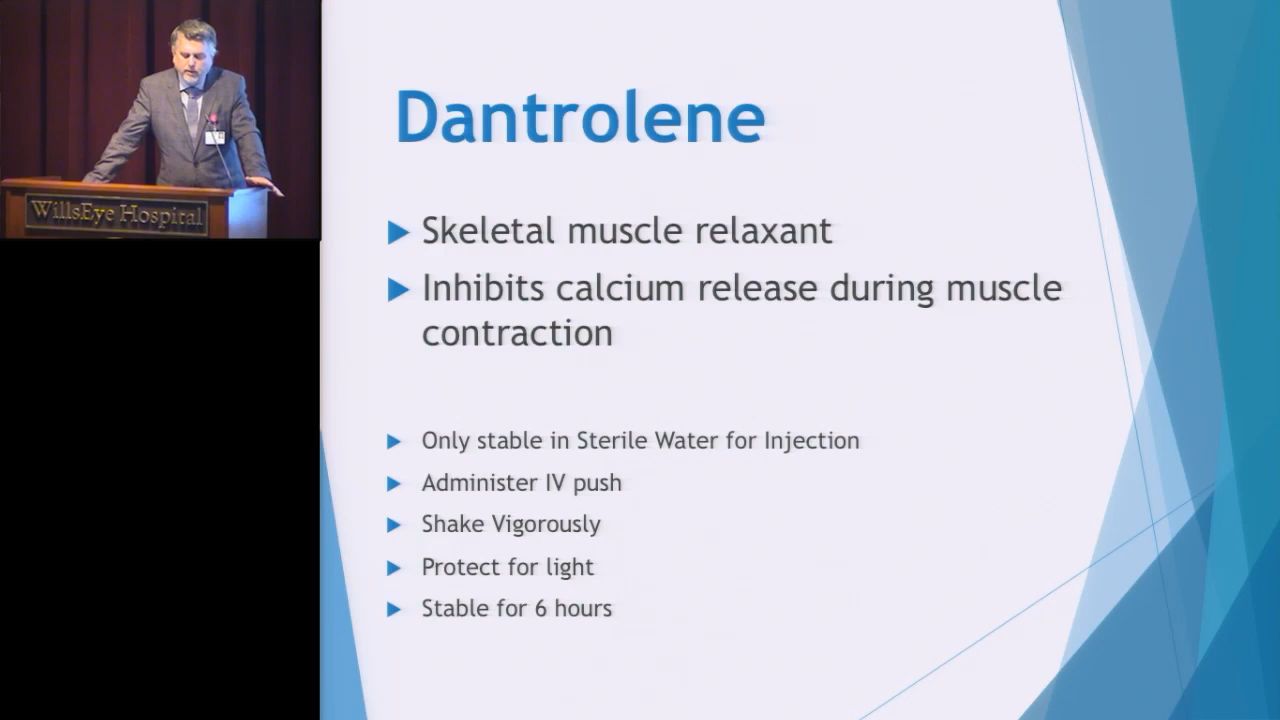 WillsEye Hospital
Dantrolene
Skeletal muscle relaxant
Inhibits calcium release during muscle
contraction
Only stable in Sterile Water for Injection
Administer IV push
Shake Vigorously
Protect for light
Stable for 6 hours